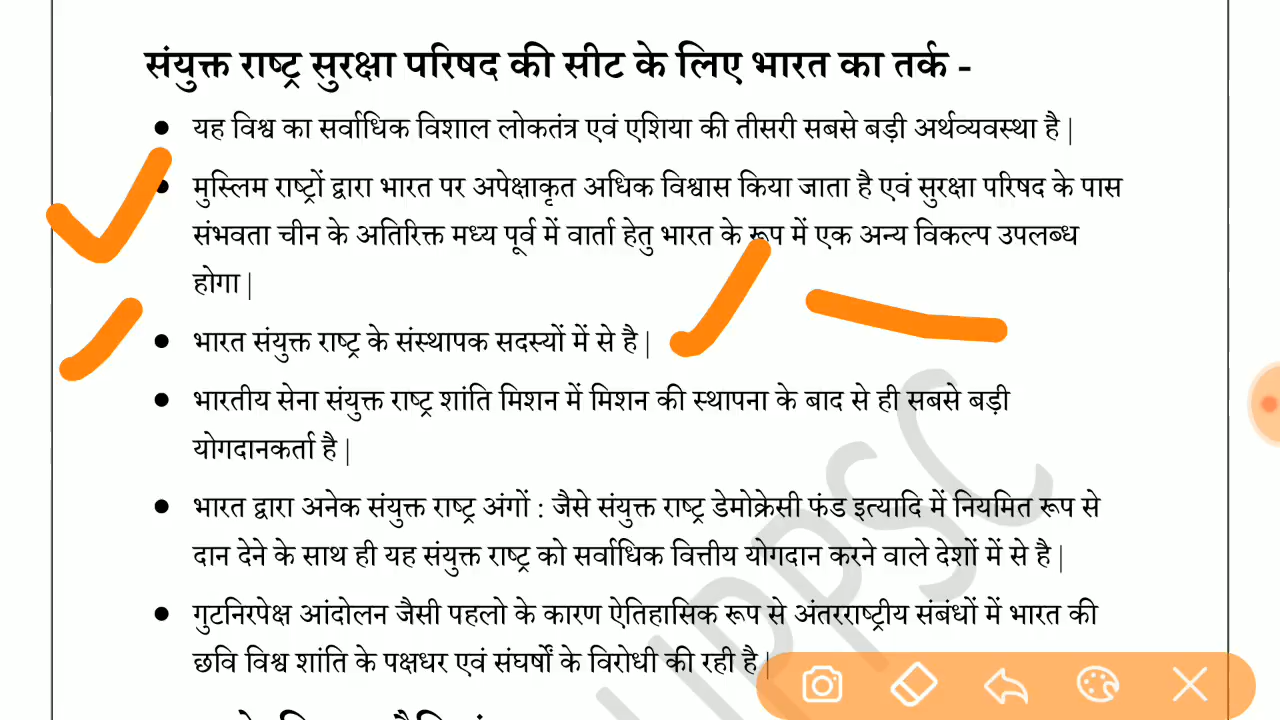 संयुक्त राष्ट्र सुरक्षा परिषद की सीट के लिए भारत का तर्क -
● यह विश्व का सर्वाधिक विशाल लोकतंत्र एवं एशिया की तीसरी सबसे बड़ी अर्थव्यवस्था है |
● मुस्लिम राष्ट्रों द्वारा भारत पर अपेक्षाकृत अधिक विश्वास किया जाता है एवं सुरक्षा परिषद के पास
संभवता चीन के अतिरिक्त मध्य पूर्व में वार्ता हेतु भारत के रूप में एक अन्य विकल्प उपलब्ध
होगा |
● भारत संयुक्त राष्ट्र के संस्थापक सदस्यों में से है |
● भारतीय सेना संयुक्त राष्ट्र शांति मिशन में मिशन की स्थापना के बाद से ही सबसे बड़ी
योगदानकर्ता है |
● भारत द्वारा अनेक संयुक्त राष्ट्र अंगों : जैसे संयुक्त राष्ट्र डेमोक्रेसी फंड इत्यादि में नियमित रूप से
दान देने के साथ ही यह संयुक्त राष्ट्र को सर्वाधिक वित्तीय योगदान करने वाले देशों में से है |
● गुटनिरपेक्ष आंदोलन जैसी पहलो के कारण ऐतिहासिक रूप से अंतरराष्ट्रीय संबंधों में भारत की
छवि विश्व शांति के पक्षधर एवं संघर्षों के विरोधी की रही है |
UPPSC